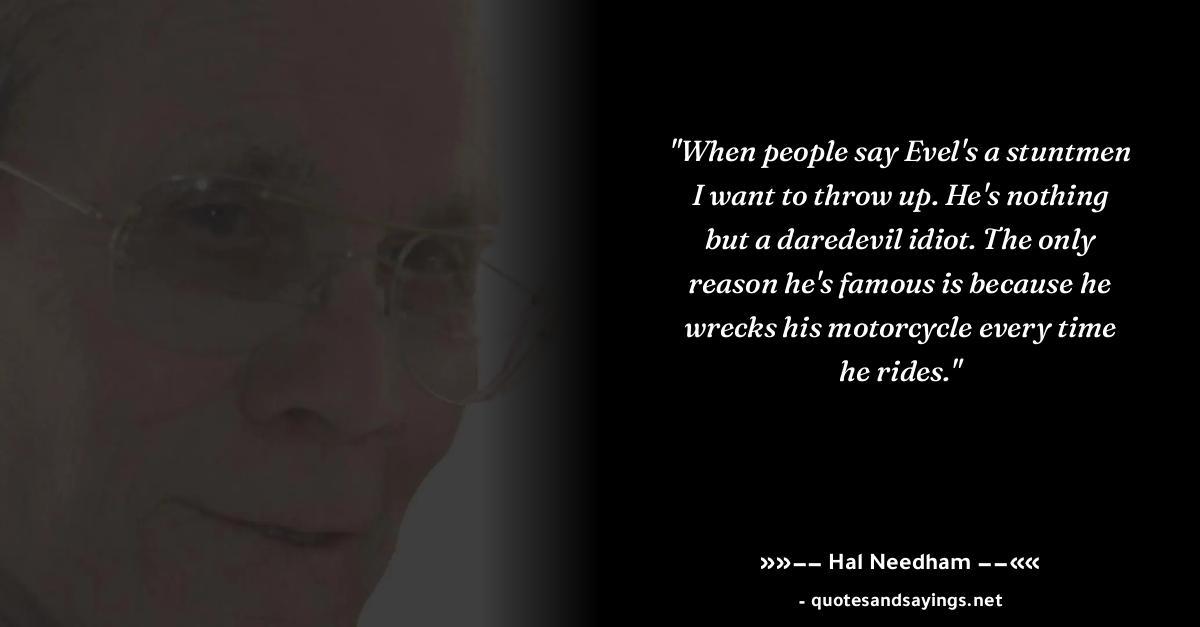 "When people say Evel's a stuntmen
I want to throw up. He's nothing
but a daredevil idiot. The only
reason he's famous is because he
wrecks his motorcycle every time
he rides."
»»-- Hal Needham --««
- quotesandsayings.net